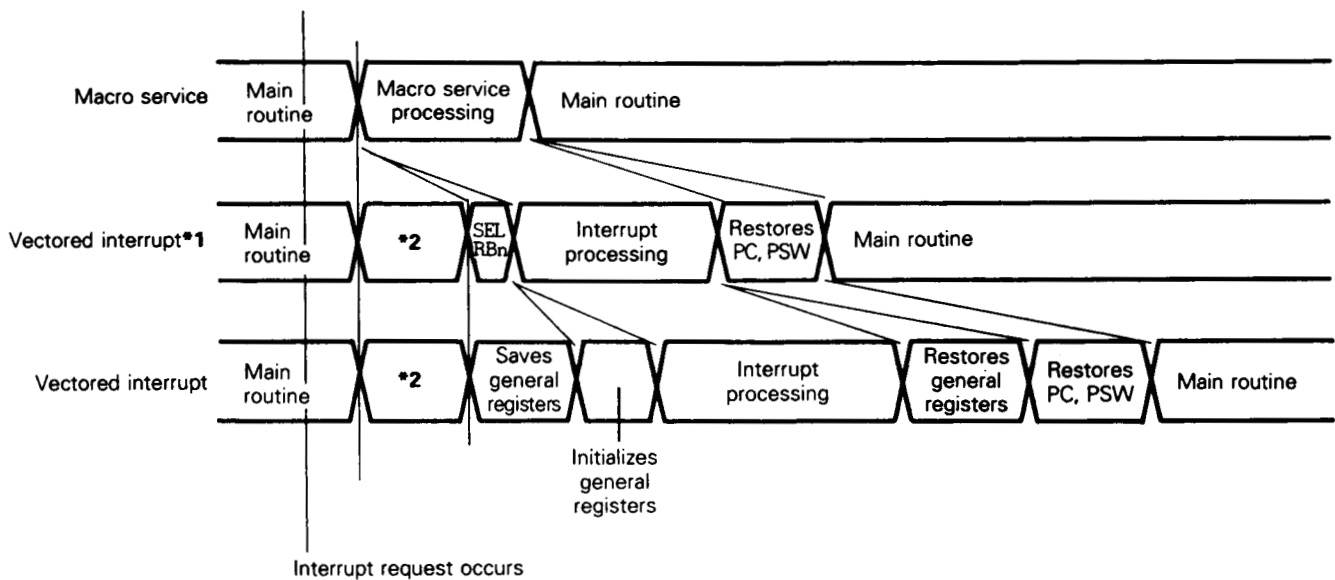 Macro service
Main
routine
Macro service
processing
Main routine
Vectored interrupt*1
Main
routine
*2
SEL
RBn
Interrupt
processing
Restores
PC, PSW
Main routine
Vectored interrupt
Main
routine
*2
Saves
general
registers
Interrupt
processing
Restores
general
registers
Restores
PC, PSW
Main routine
Initializes
general
registers
Interrupt request occurs